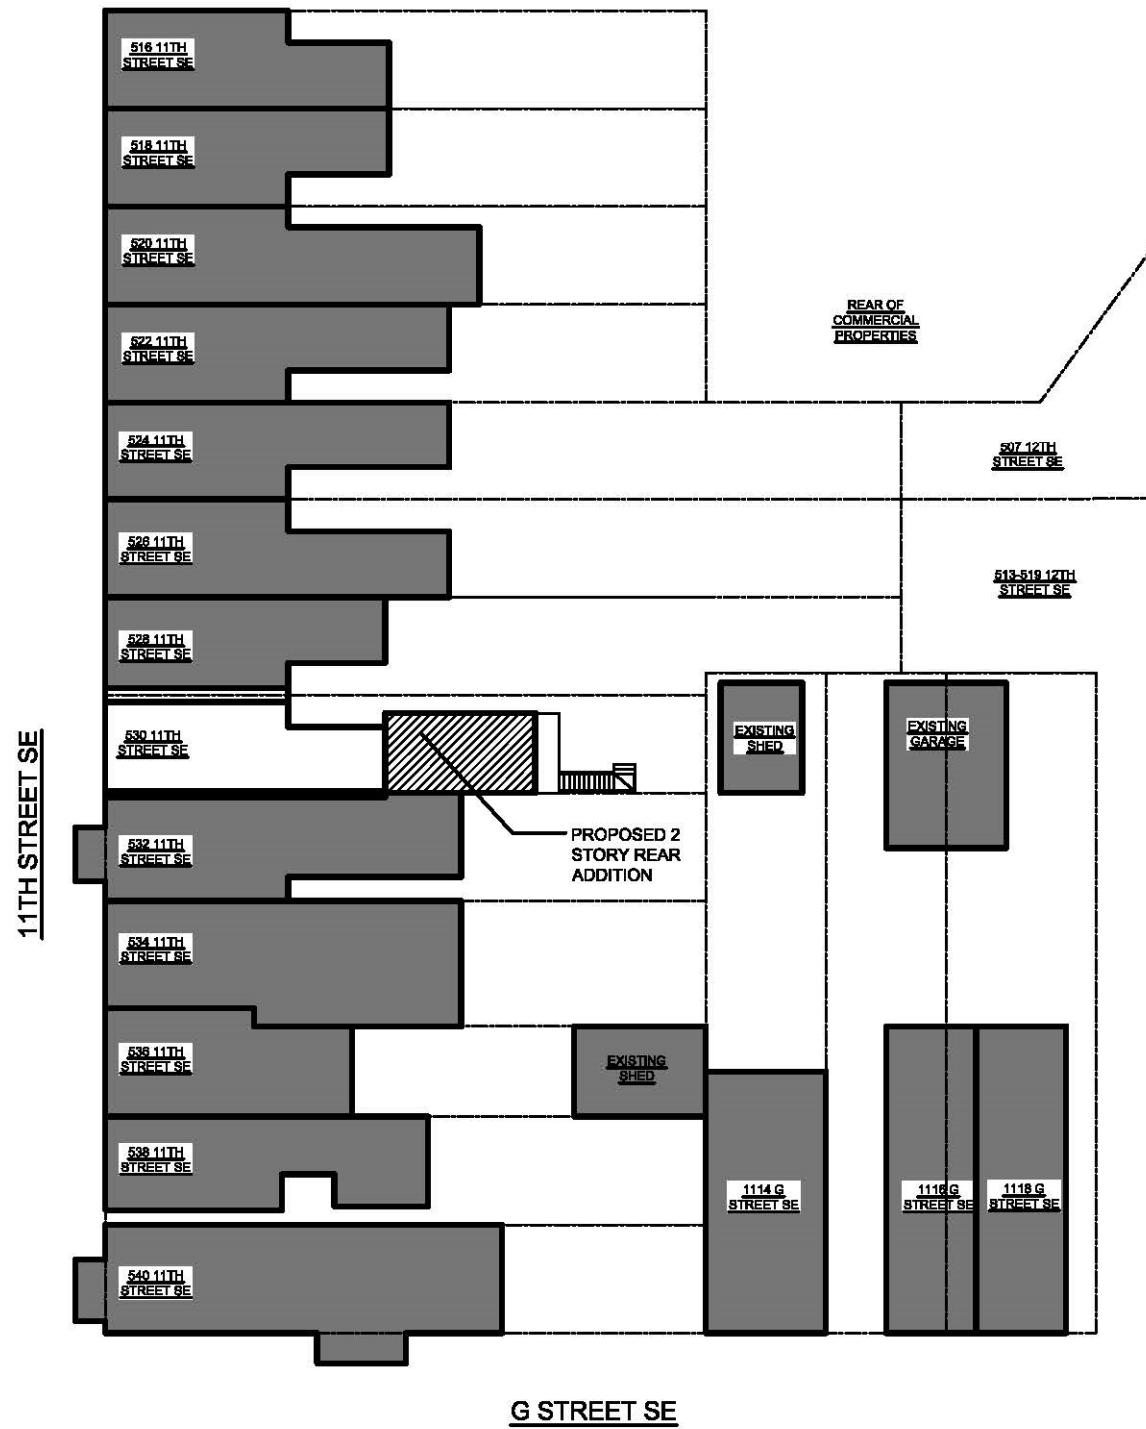 516 11TH
STREET SE
518 11TH
STREET SE
520 11TH
STREET SE
522 11TH
STREET SE
524 11TH
STREET SE
526 11TH
STREET SE
528 11TH
STREET SE
530 11TH
STREET SE
532 11TH
STREET SE
534 11TH
STREET SE
536 11TH
STREET SE
538 11TH
STREET SE
540 11TH
STREET SE
REAR OF
COMMERCIAL
PROPERTIES
507 12TH
STREET SE
513-519 12TH
STREET SE
EXISTING
SHED
EXISTING
GARAGE
PROPOSED 2
STORY REAR
ADDITION
EXISTING
SHED
1114 G
STREET SE
1116 G
STREET SE
1118 G
STREET SE
11TH STREET SE
G STREET SE